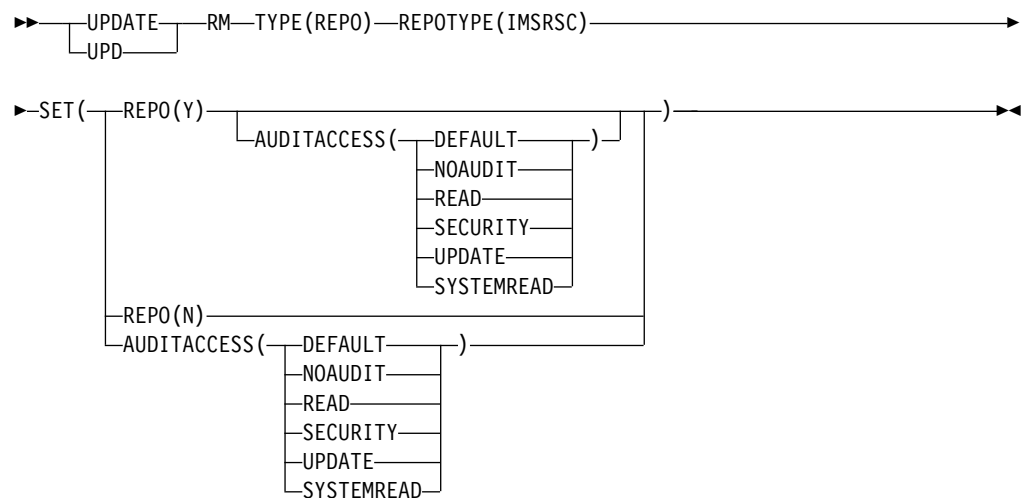 UPDATE RM TYPE(REPO) REPOTYPE(IMSRSC)
UPD
SET( REPO(Y) )
AUDITACCESS( DEFAULT )
NOAUDIT
READ
SECURITY
UPDATE
SYSTEMREAD
REPO(N)
AUDITACCESS( DEFAULT )
NOAUDIT
READ
SECURITY
UPDATE
SYSTEMREAD